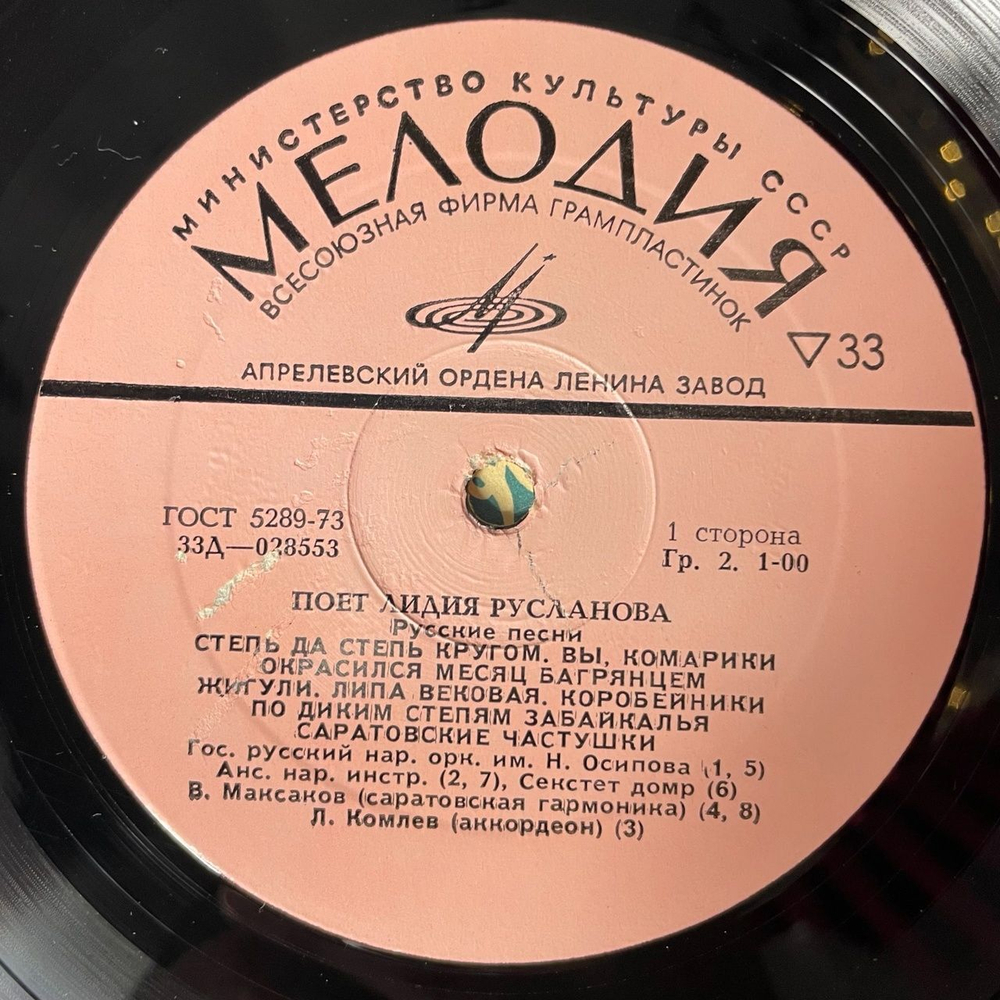 МИНИСТЕРСТВО КУЛЬТУРЫ СССР
МЕЛОДИЯ
ВСЕСОЮЗНАЯ ФИРМА ГРАМПЛАСТИНОК
▽33
АПРЕЛЕВСКИЙ ОРДЕНА ЛЕНИНА ЗАВОД
ГОСТ 5289-73
33Д—028553
1 сторона
Гр. 2. 1-00
ПОЕТ ЛИДИЯ РУСЛАНОВА
Русские песни
СТЕПЬ ДА СТЕПЬ КРУГОМ. ВЫ, КОМАРИКИ
ОКРАСИЛСЯ МЕСЯЦ БАГРЯНЦЕМ
ЖИГУЛИ. ЛИПА ВЕКОВАЯ. КОРОБЕЙНИКИ
ПО ДИКИМ СТЕПЯМ ЗАБАЙКАЛЬЯ
САРАТОВСКИЕ ЧАСТУШКИ
Гос. русский нар. орк. им. Н. Осипова (1, 5)
Анс. нар. инстр. (2, 7), Секстет домр (6)
В. Максаков (саратовская гармоника) (4, 8)
Л. Комлев (аккордеон) (3)